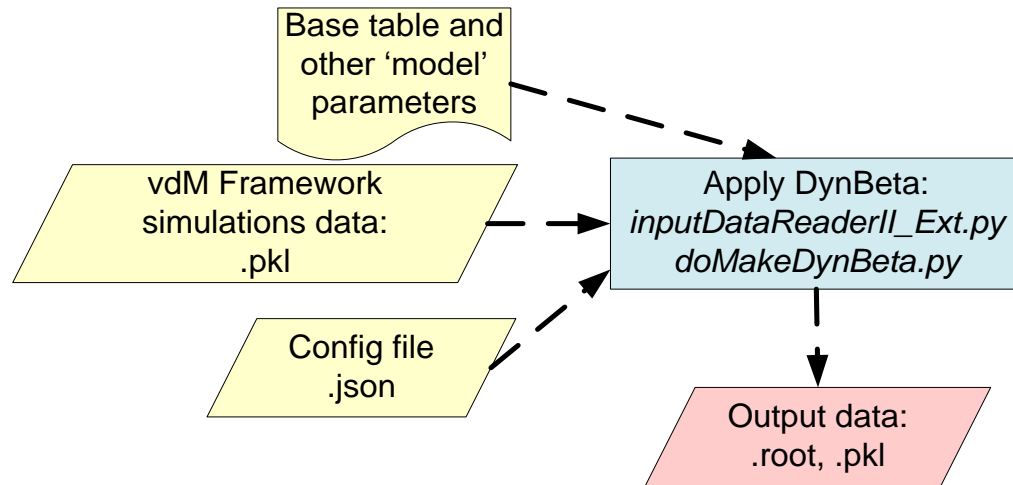 Base table and
other ‘model’
parameters
vdM Framework
simulations data:
.pkl
Apply DynBeta:
inputDataReaderII_Ext.py
doMakeDynBeta.py
Config file
.json
Output data:
.root, .pkl